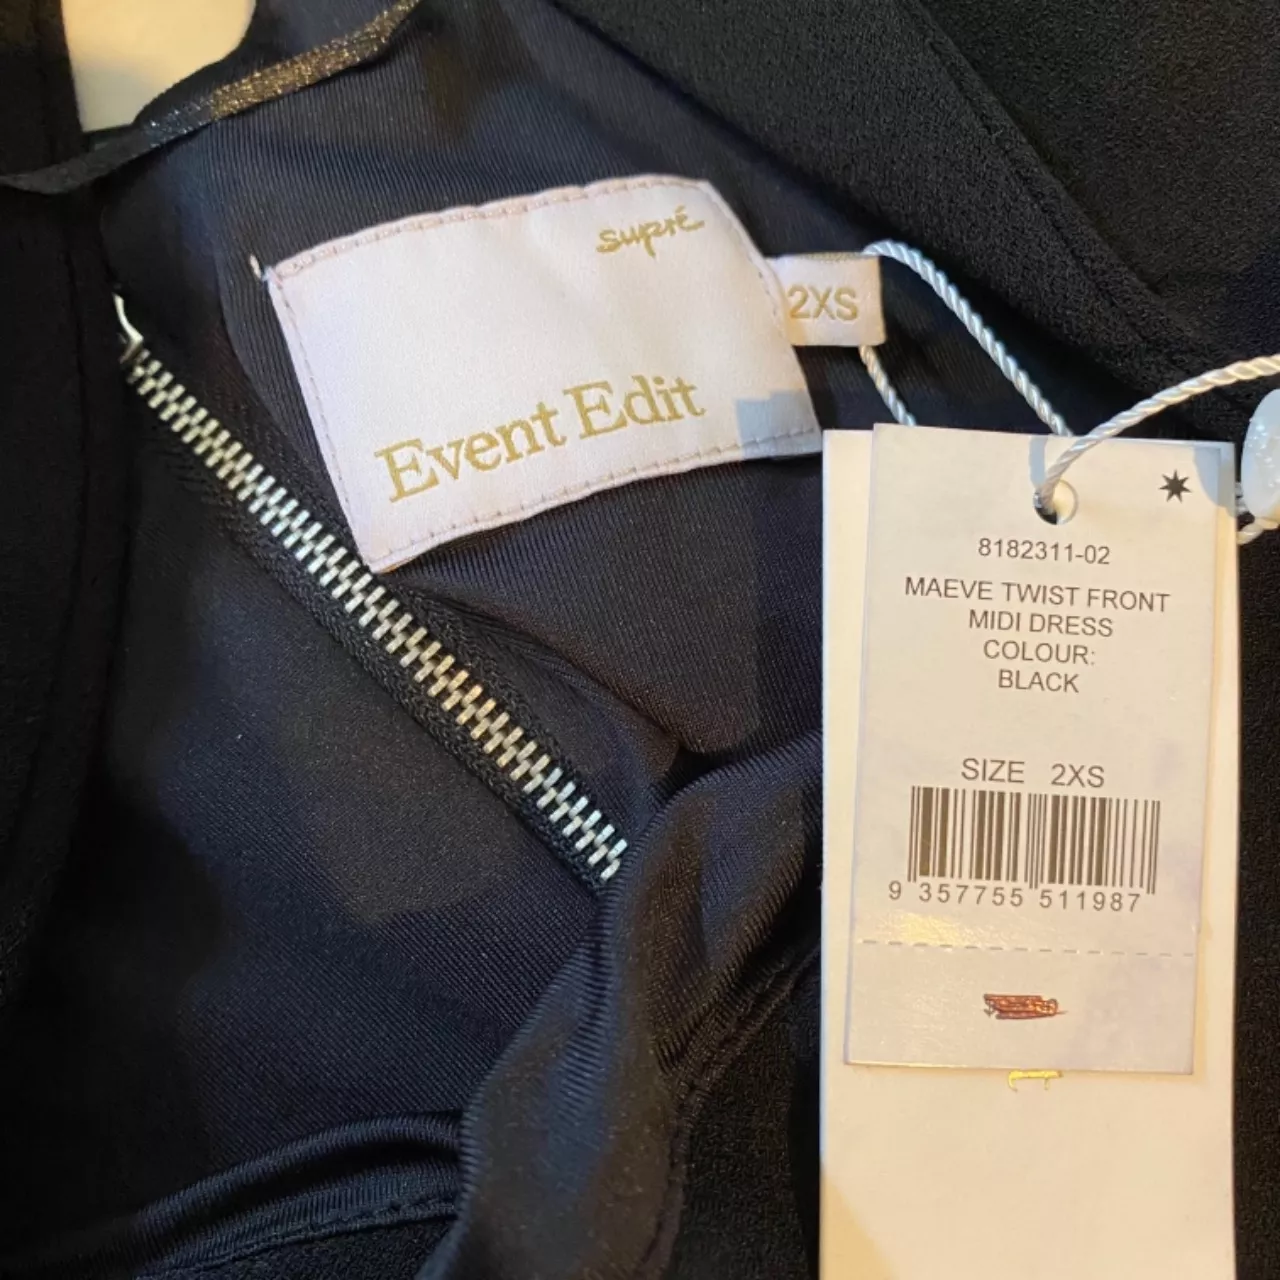 supré
2XS
Event Edit
8182311-02
MAEVE TWIST FRONT
MIDI DRESS
COLOUR:
BLACK
SIZE 2XS
9 357755 511987